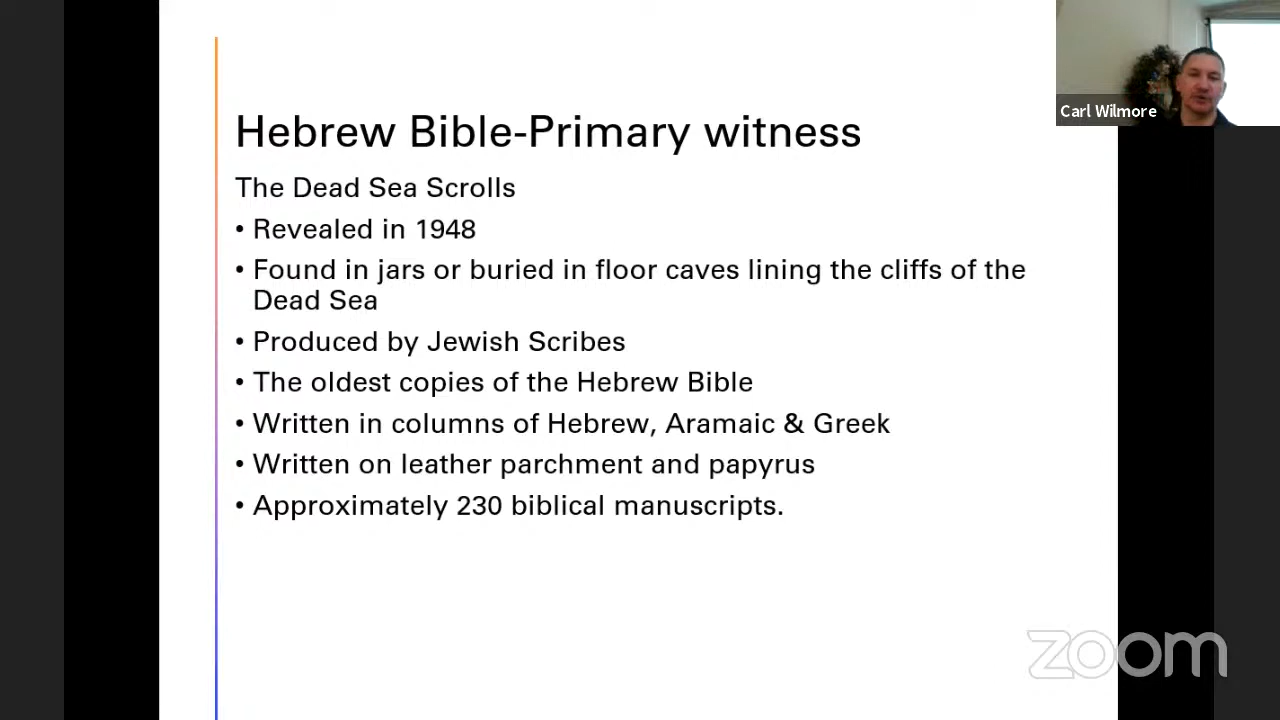 Hebrew Bible-Primary witness
The Dead Sea Scrolls
• Revealed in 1948
• Found in jars or buried in floor caves lining the cliffs of the
Dead Sea
• Produced by Jewish Scribes
• The oldest copies of the Hebrew Bible
• Written in columns of Hebrew, Aramaic & Greek
• Written on leather parchment and papyrus
• Approximately 230 biblical manuscripts.
Carl Wilmore
zoom